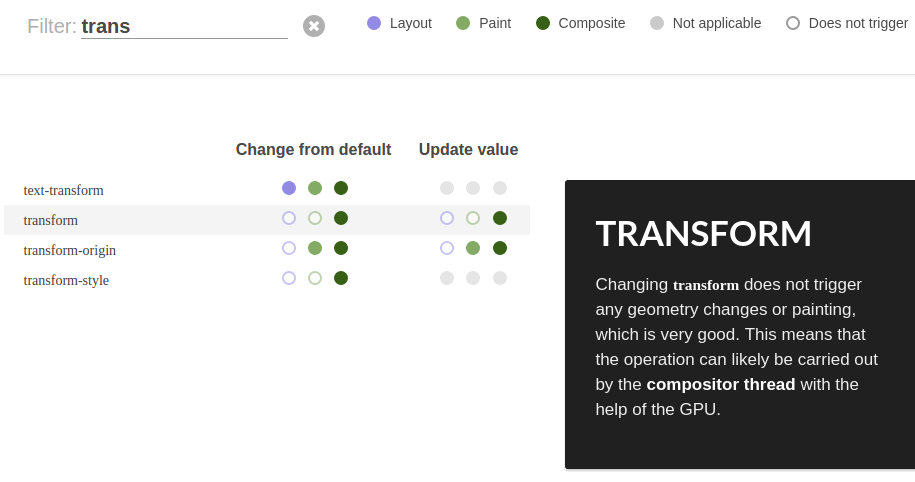 Filter: trans
Layout Paint Composite Not applicable Does not trigger
Change from default Update value
text-transform
transform
transform-origin
transform-style
TRANSFORM
Changing transform does not trigger
any geometry changes or painting,
which is very good. This means that
the operation can likely be carried out
by the compositor thread with the
help of the GPU.